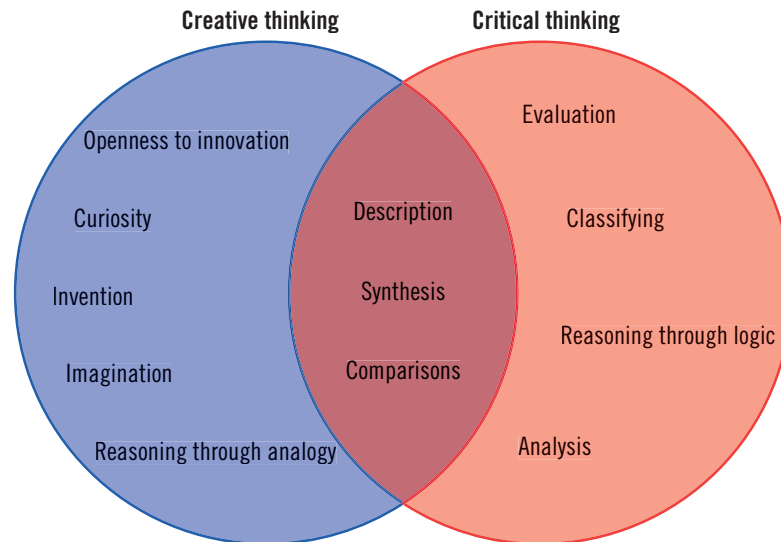 Creative thinking
Critical thinking
Openness to innovation
Curiosity
Invention
Imagination
Reasoning through analogy
Description
Synthesis
Comparisons
Evaluation
Classifying
Reasoning through logic
Analysis